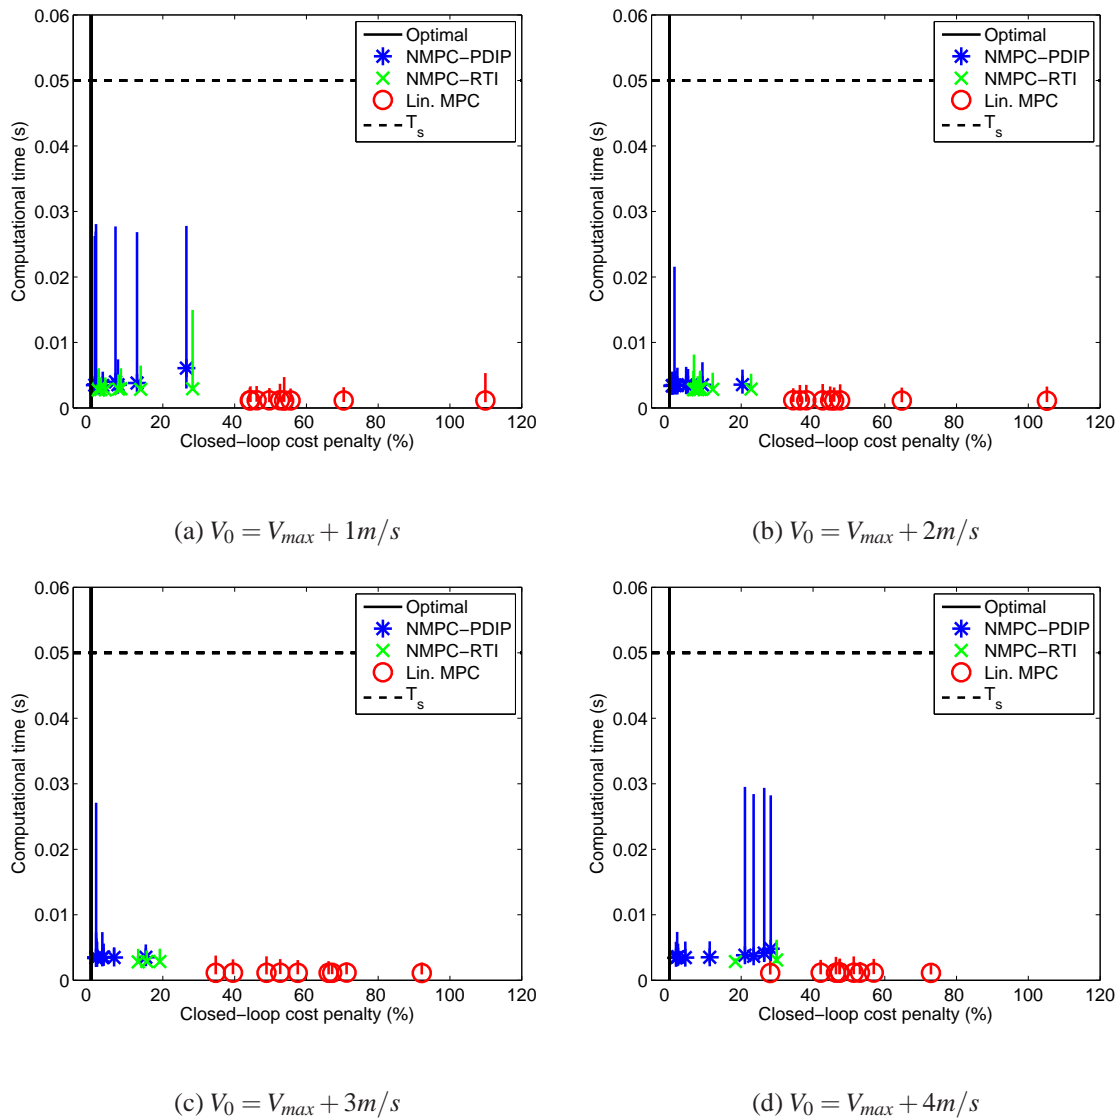 0.06
0.05
0.04
0.03
0.02
0.01
0
0 20 40 60 80 100 120
Computational time (s)
Closed−loop cost penalty (%)
Optimal
NMPC−PDIP
NMPC−RTI
Lin. MPC
T_s
(a) V_0 = V_max + 1m/s
0.06
0.05
0.04
0.03
0.02
0.01
0
0 20 40 60 80 100 120
Computational time (s)
Closed−loop cost penalty (%)
Optimal
NMPC−PDIP
NMPC−RTI
Lin. MPC
T_s
(b) V_0 = V_max + 2m/s
0.06
0.05
0.04
0.03
0.02
0.01
0
0 20 40 60 80 100 120
Computational time (s)
Closed−loop cost penalty (%)
Optimal
NMPC−PDIP
NMPC−RTI
Lin. MPC
T_s
(c) V_0 = V_max + 3m/s
0.06
0.05
0.04
0.03
0.02
0.01
0
0 20 40 60 80 100 120
Computational time (s)
Closed−loop cost penalty (%)
Optimal
NMPC−PDIP
NMPC−RTI
Lin. MPC
T_s
(d) V_0 = V_max + 4m/s